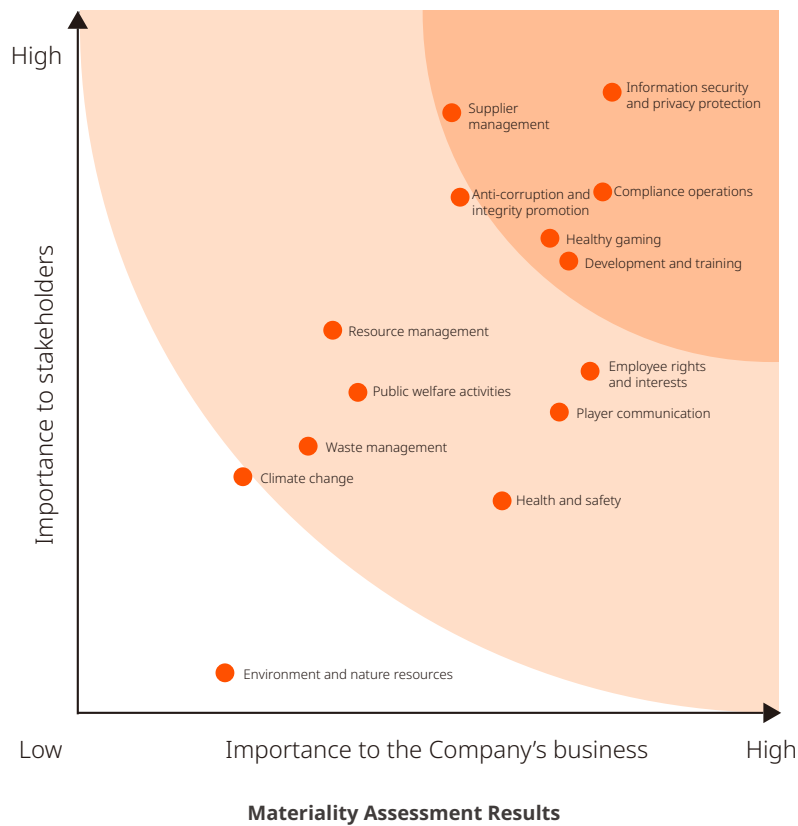 High
Information security
and privacy protection
Supplier
management
Anti-corruption and
integrity promotion
Compliance operations
Healthy gaming
Development and training
Importance to stakeholders
Resource management
Employee rights
and interests
Public welfare activities
Player communication
Waste management
Climate change
Health and safety
Environment and nature resources
Low
Importance to the Company’s business
High
Materiality Assessment Results